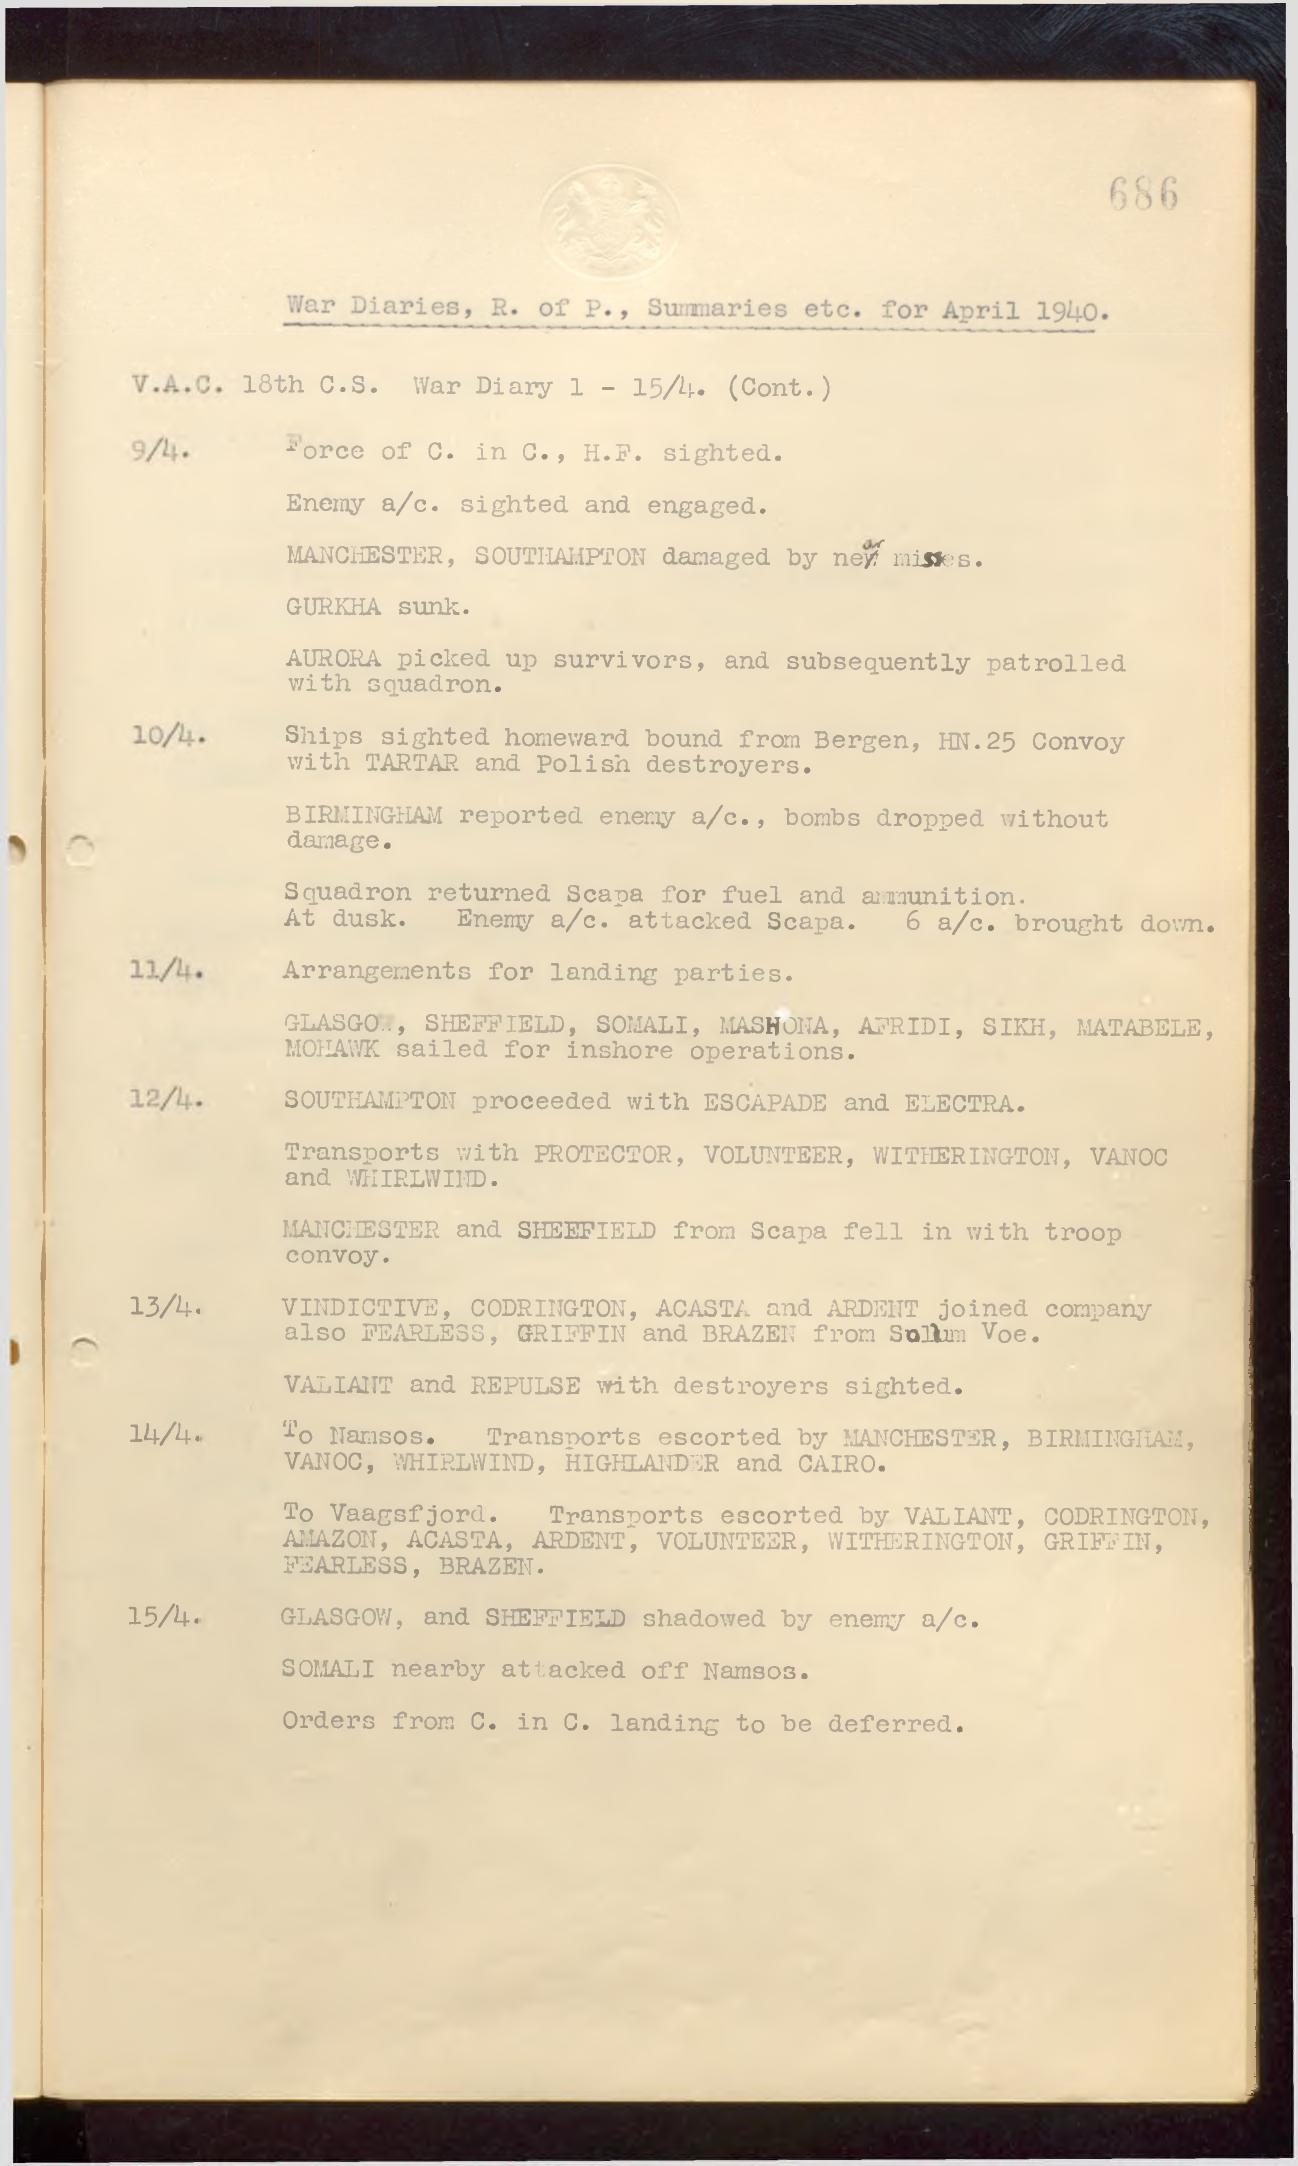 686
War Diaries, R. of P., Summaries etc. for April 1940.
V.A.C. 18th C.S. War Diary 1 - 15/4. (Cont.)
9/4. Force of C. in C., H.F. sighted.
Enemy a/c. sighted and engaged.
MANCHESTER, SOUTHAMPTON damaged by near misses.
GURKHA sunk.
AURORA picked up survivors, and subsequently patrolled
with squadron.
10/4. Ships sighted homeward bound from Bergen, HN.25 Convoy
with TARTAR and Polish destroyers.
BIRMINGHAM reported enemy a/c., bombs dropped without
damage.
Squadron returned Scapa for fuel and ammunition.
At dusk. Enemy a/c. attacked Scapa. 6 a/c. brought down.
11/4. Arrangements for landing parties.
GLASGOW, SHEFFIELD, SOMALI, MASHONA, AFRIDI, SIKH, MATABELE,
MOHAWK sailed for inshore operations.
12/4. SOUTHAMPTON proceeded with ESCAPADE and ELECTRA.
Transports with PROTECTOR, VOLUNTEER, WITHERINGTON, VANOC
and WHIRLWIND.
MANCHESTER and SHEFFIELD from Scapa fell in with troop
convoy.
13/4. VINDICTIVE, CODRINGTON, ACASTA and ARDENT joined company
also FEARLESS, GRIFFIN and BRAZEN from Sullum Voe.
VALIANT and REPULSE with destroyers sighted.
14/4. To Namsos. Transports escorted by MANCHESTER, BIRMINGHAM,
VANOC, WHIRLWIND, HIGHLANDER and CAIRO.
To Vaagsfjord. Transports escorted by VALIANT, CODRINGTON,
AMAZON, ACASTA, ARDENT, VOLUNTEER, WITHERINGTON, GRIFFIN,
FEARLESS, BRAZEN.
15/4. GLASGOW, and SHEFFIELD shadowed by enemy a/c.
SOMALI nearby attacked off Namsos.
Orders from C. in C. landing to be deferred.